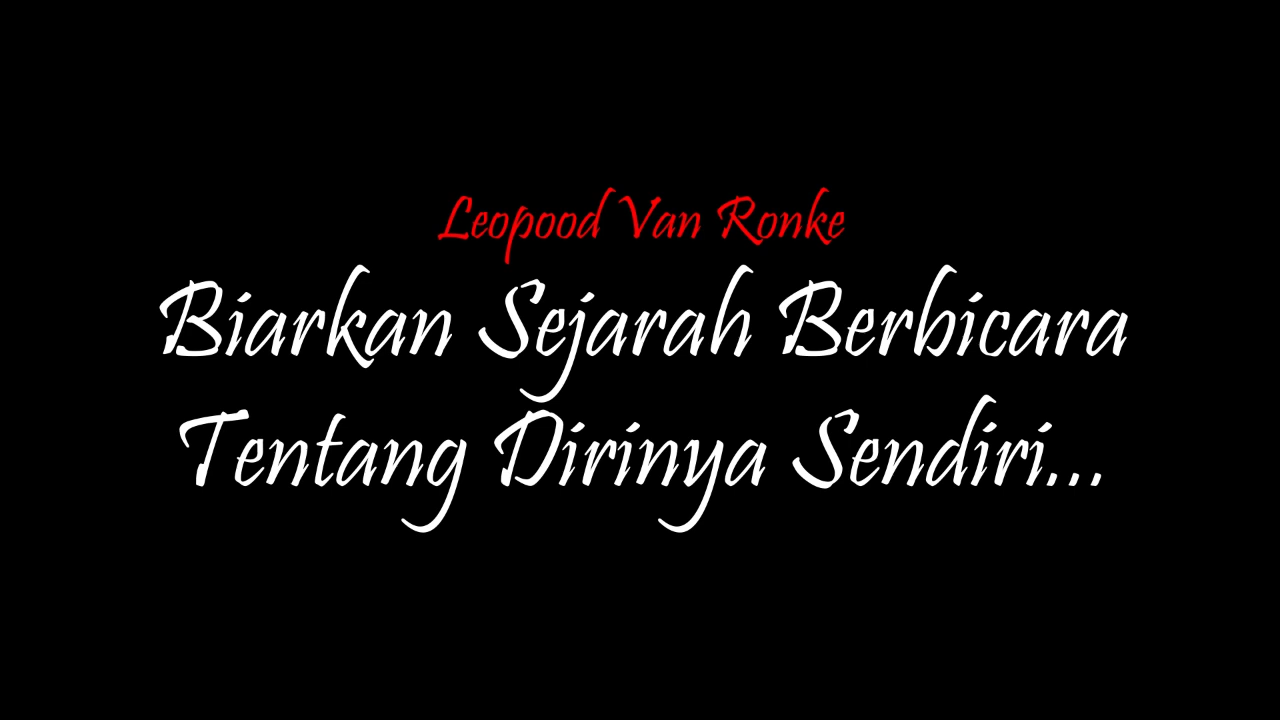 Leopood Van Ronke
Biarkan Sejarah Berbicara
Tentang Dirinya Sendiri...